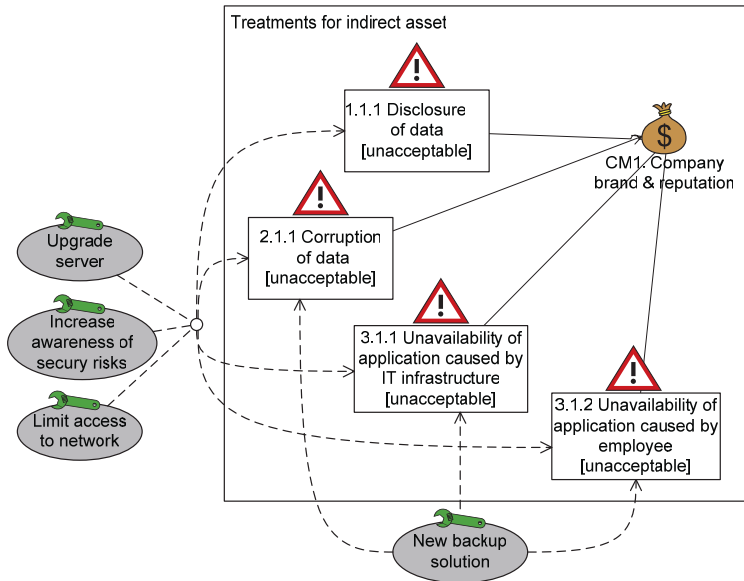 Treatments for indirect asset
1.1.1 Disclosure
of data
[unacceptable]
$
CM1. Company
brand & reputation
2.1.1 Corruption
of data
[unacceptable]
Upgrade
server
Increase
awareness of
secury risks
Limit access
to network
3.1.1 Unavailability of
application caused by
IT infrastructure
[unacceptable]
3.1.2 Unavailability of
application caused by
employee
[unacceptable]
New backup
solution